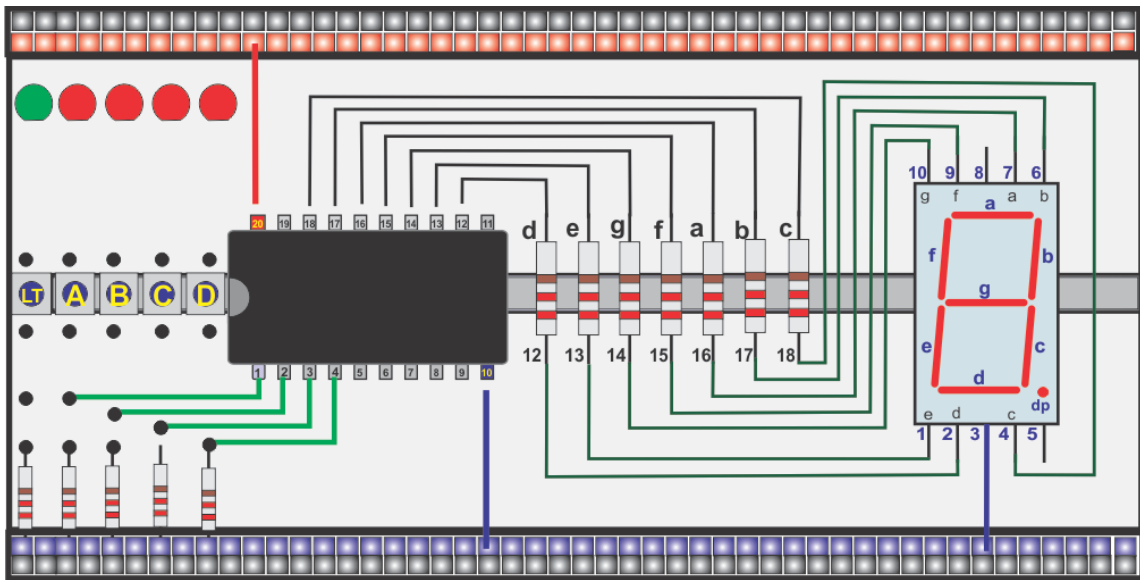 20 19 18 17 16 15 14 13 12 11
LT A B C D
1 2 3 4 5 6 7 8 9 10
d e g f a b c
12 13 14 15 16 17 18
10 9 8 7 6
g f a b
a
f b
g
e c
d
dp
e d c
1 2 3 4 5